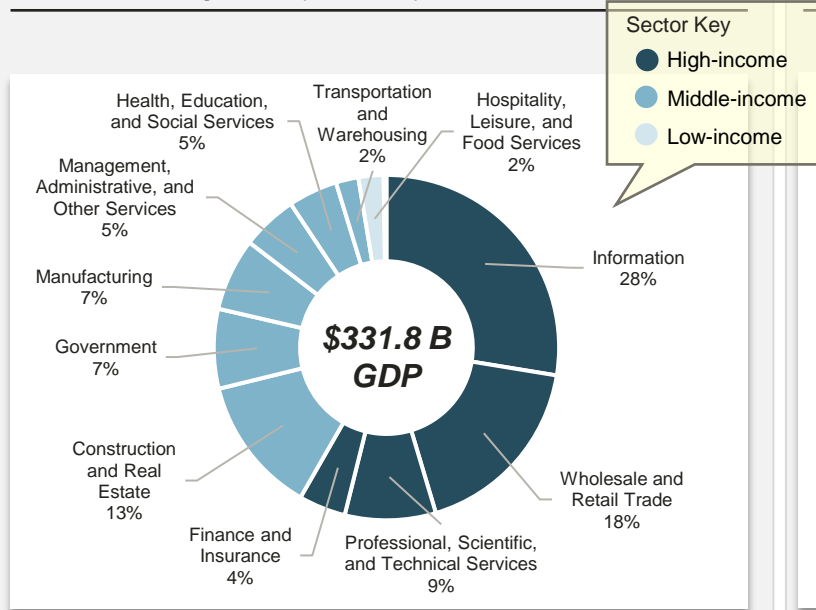 Sector Key
High-income
Middle-income
Low-income
Health, Education,
and Social Services
5%
Transportation
and
Warehousing
2%
Hospitality,
Leisure, and
Food Services
2%
Management,
Administrative, and
Other Services
5%
Information
28%
Manufacturing
7%
$331.8 B
GDP
Government
7%
Construction
and Real
Estate
13%
Wholesale and
Retail Trade
18%
Finance and
Insurance
4%
Professional, Scientific,
and Technical Services
9%